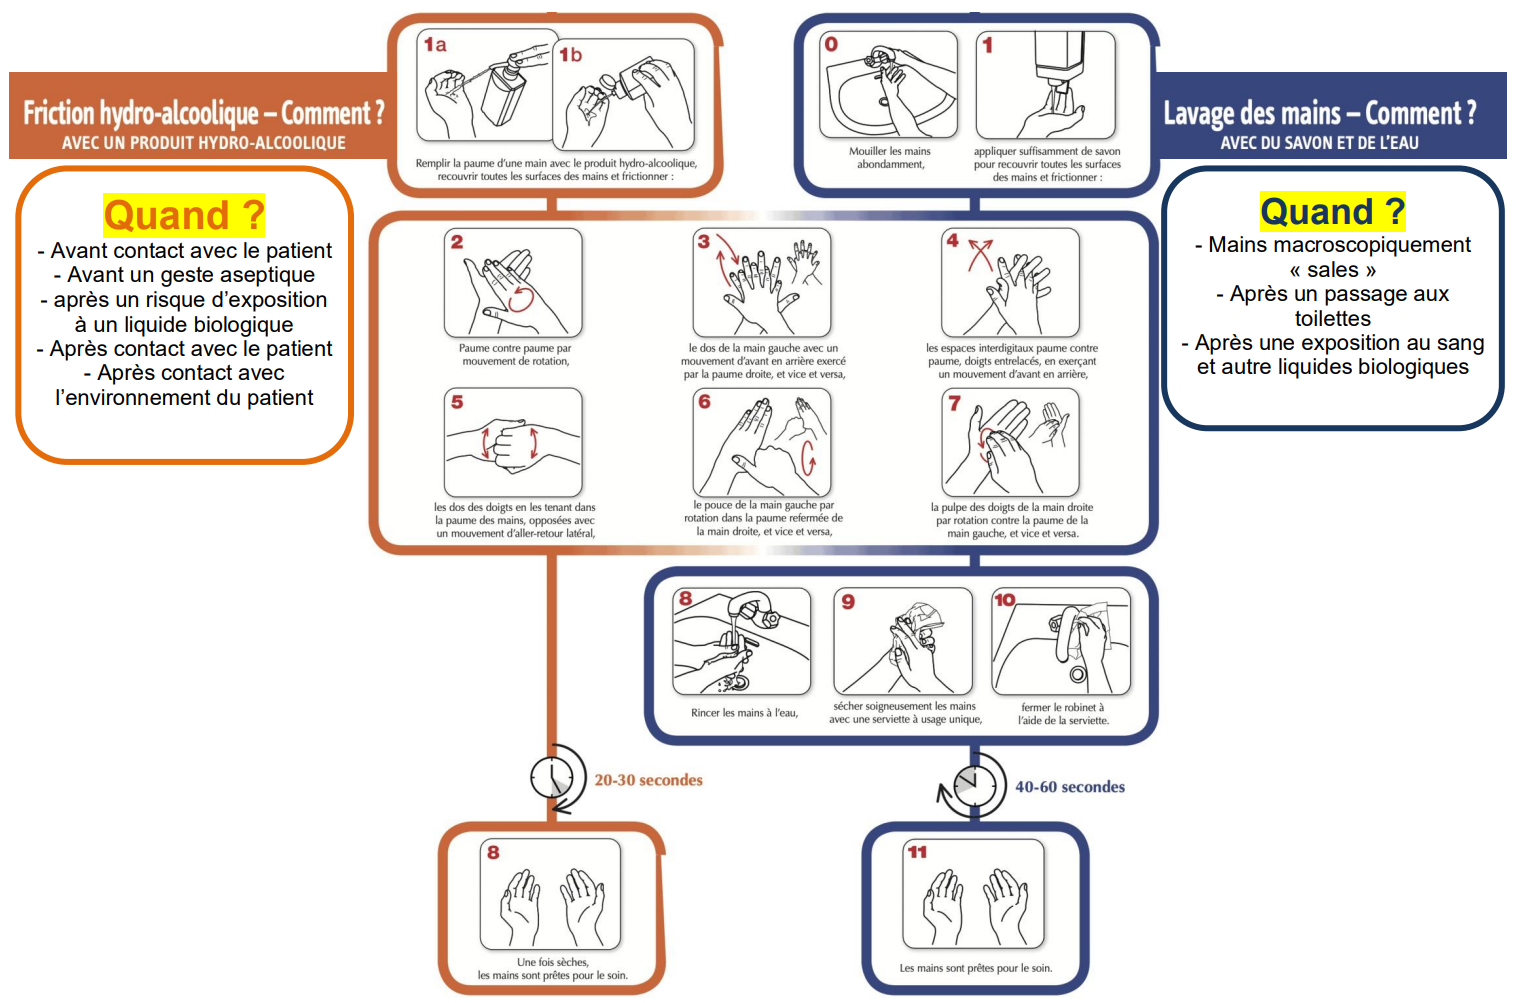 Friction hydro-alcoolique – Comment ?
AVEC UN PRODUIT HYDRO-ALCOOLIQUE
Quand ?
- Avant contact avec le patient
- Avant un geste aseptique
- après un risque d’exposition
à un liquide biologique
- Après contact avec le patient
- Après contact avec
l’environnement du patient
1a
1b
Remplir la paume d’une main avec le produit hydro-alcoolique,
recouvrir toutes les surfaces des mains et frictionner :
0
Mouiller les mains
abondamment,
1
appliquer suffisamment de savon
pour recouvrir toutes les surfaces
des mains et frictionner :
Lavage des mains – Comment ?
AVEC DU SAVON ET DE L’EAU
Quand ?
- Mains macroscopiquement
« sales »
- Après un passage aux
toilettes
- Après une exposition au sang
et autre liquides biologiques
2
Paume contre paume par
mouvement de rotation,
3
le dos de la main gauche avec un
mouvement d’avant en arrière exercé
par la paume droite, et vice et versa,
4
les espaces interdigitaux paume contre
paume, doigts entrelacés, en exerçant
un mouvement d’avant en arrière,
5
les dos des doigts en les tenant dans
la paume des mains, opposées avec
un mouvement d’aller-retour latéral,
6
le pouce de la main gauche par
rotation dans la paume refermée de
la main droite, et vice et versa,
7
la pulpe des doigts de la main droite
par rotation contre la paume de la
main gauche, et vice et versa.
8
Rincer les mains à l’eau,
9
sécher soigneusement les mains
avec une serviette à usage unique,
10
fermer le robinet à
l’aide de la serviette.
20-30 secondes
40-60 secondes
8
Une fois sèches,
les mains sont prêtes pour le soin.
11
Les mains sont prêtes pour le soin.